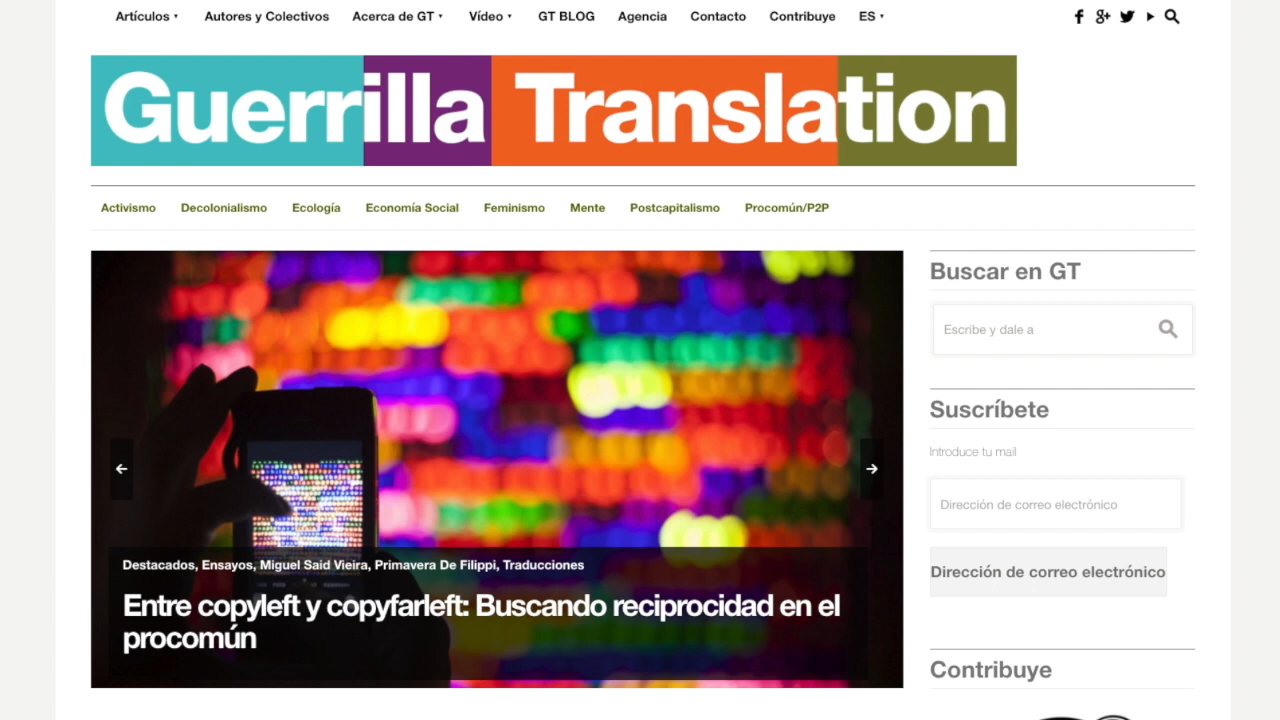 Artículos
Autores y Colectivos
Acerca de GT
Vídeo
GT BLOG
Agencia
Contacto
Contribuye
ES
Guerrilla Translation
Activismo
Decolonialismo
Ecología
Economía Social
Feminismo
Mente
Postcapitalismo
Procomún/P2P
Destacados, Ensayos, Miguel Said Vieira, Primavera De Filippi, Traducciones
Entre copyleft y copyfarleft: Buscando reciprocidad en el
procomún
Buscar en GT
Escribe y dale a
Suscríbete
Introduce tu mail
Dirección de correo electrónico
Dirección de correo electrónico
Contribuye